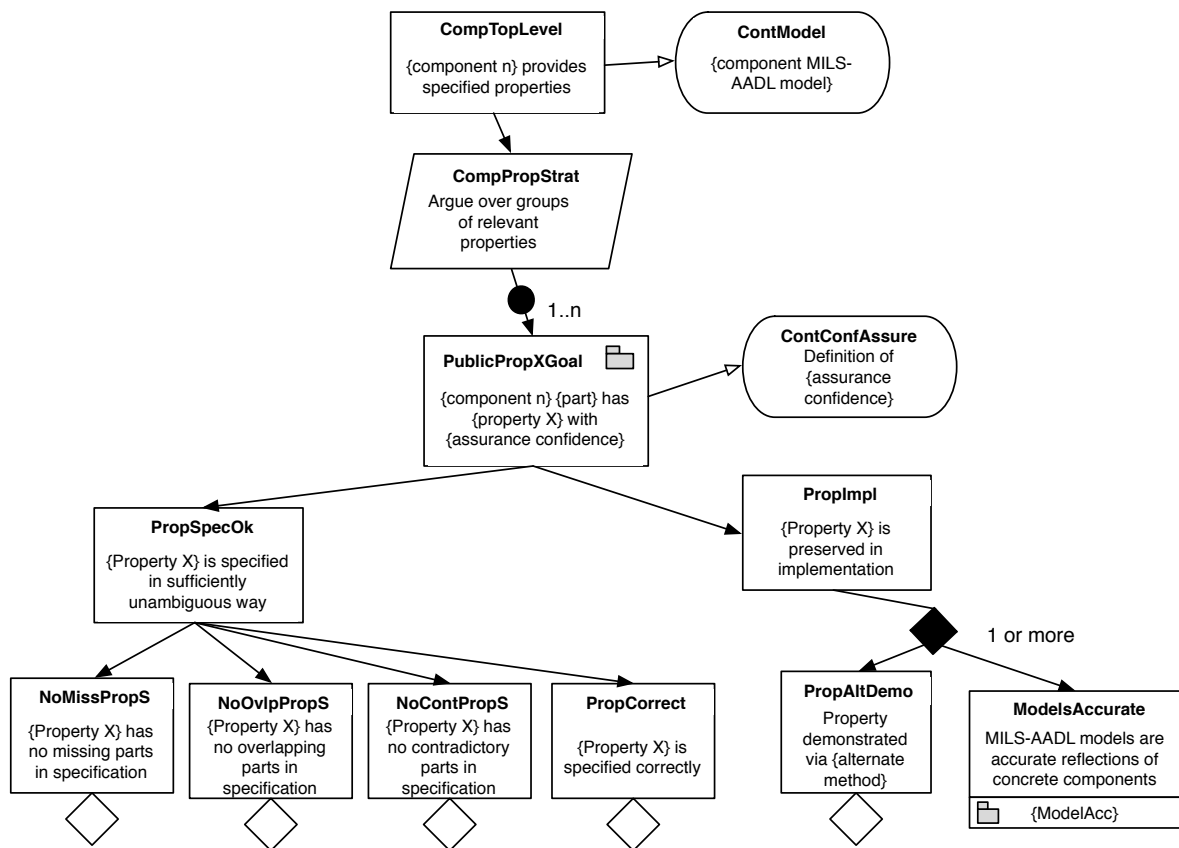 CompTopLevel
{component n} provides
specified properties
ContModel
{component MILS-
AADL model}
CompPropStrat
Argue over groups
of relevant
properties
1..n
PublicPropXGoal
{component n} {part} has
{property X} with
{assurance confidence}
ContConfAssure
Definition of
{assurance
confidence}
PropSpecOk
{Property X} is specified
in sufficiently
unambiguous way
PropImpl
{Property X} is
preserved in
implementation
1 or more
NoMissPropS
{Property X} has
no missing parts
in specification
NoOvlpPropS
{Property X} has
no overlapping
parts in
specification
NoContPropS
{Property X} has
no contradictory
parts in
specification
PropCorrect
{Property X} is
specified correctly
PropAltDemo
Property
demonstrated
via {alternate
method}
ModelsAccurate
MILS-AADL models are
accurate reflections of
concrete components
{ModelAcc}